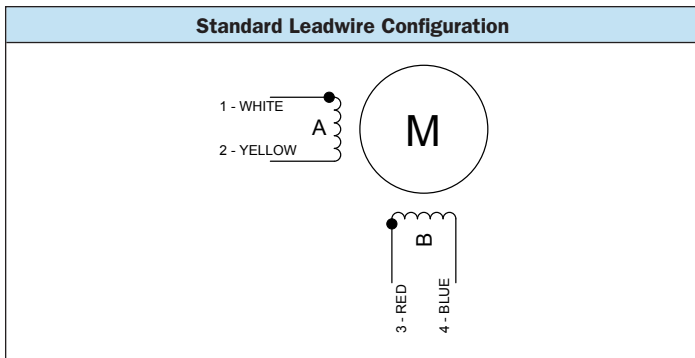 Standard Leadwire Configuration
1 - WHITE
A
2 - YELLOW
M
B
3 - RED
4 - BLUE